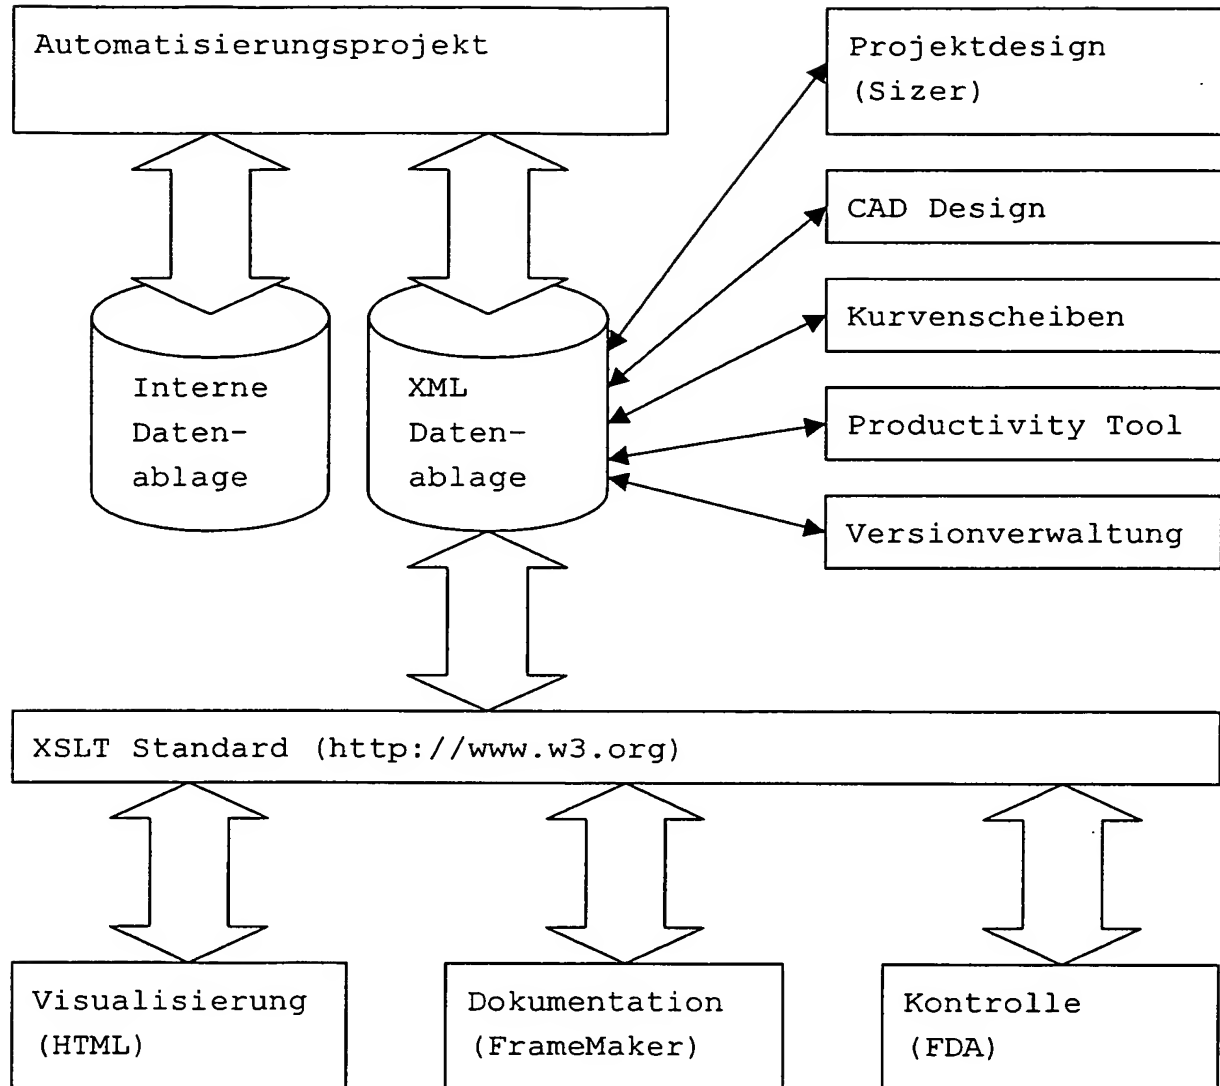 Automatisierungsprojekt
Projektdesign
(Sizer)
CAD Design
Kurvenscheiben
Productivity Tool
Versionverwaltung
Interne
Daten-
ablage
XML
Daten-
ablage
XSLT Standard (http://www.w3.org)
Visualisierung
(HTML)
Dokumentation
(FrameMaker)
Kontrolle
(FDA)